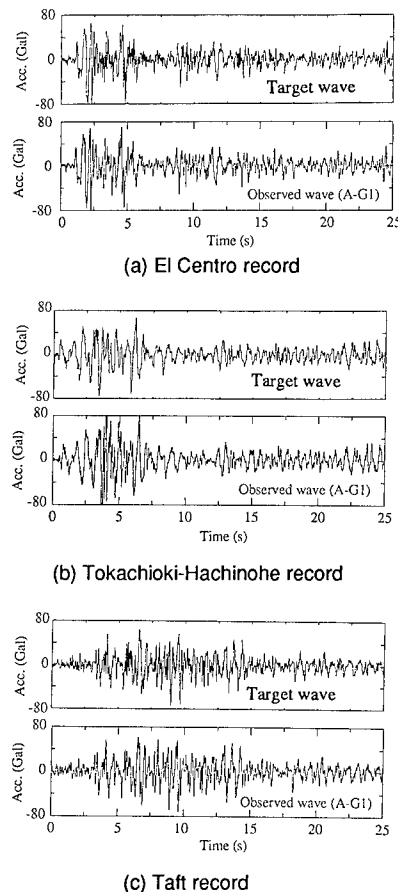 80
Acc. (Gal)
0
Target wave
-80
80
Acc. (Gal)
0
Observed wave (A-G1)
-80
0 5 10 15 20 25
Time (s)
(a) El Centro record
80
Acc. (Gal)
0
Target wave
-80
80
Acc. (Gal)
0
Observed wave (A-G1)
-80
0 5 10 15 20 25
Time (s)
(b) Tokachioki-Hachinohe record
80
Acc. (Gal)
0
Target wave
-80
80
Acc. (Gal)
0
Observed wave (A-G1)
-80
0 5 10 15 20 25
Time (s)
(c) Taft record